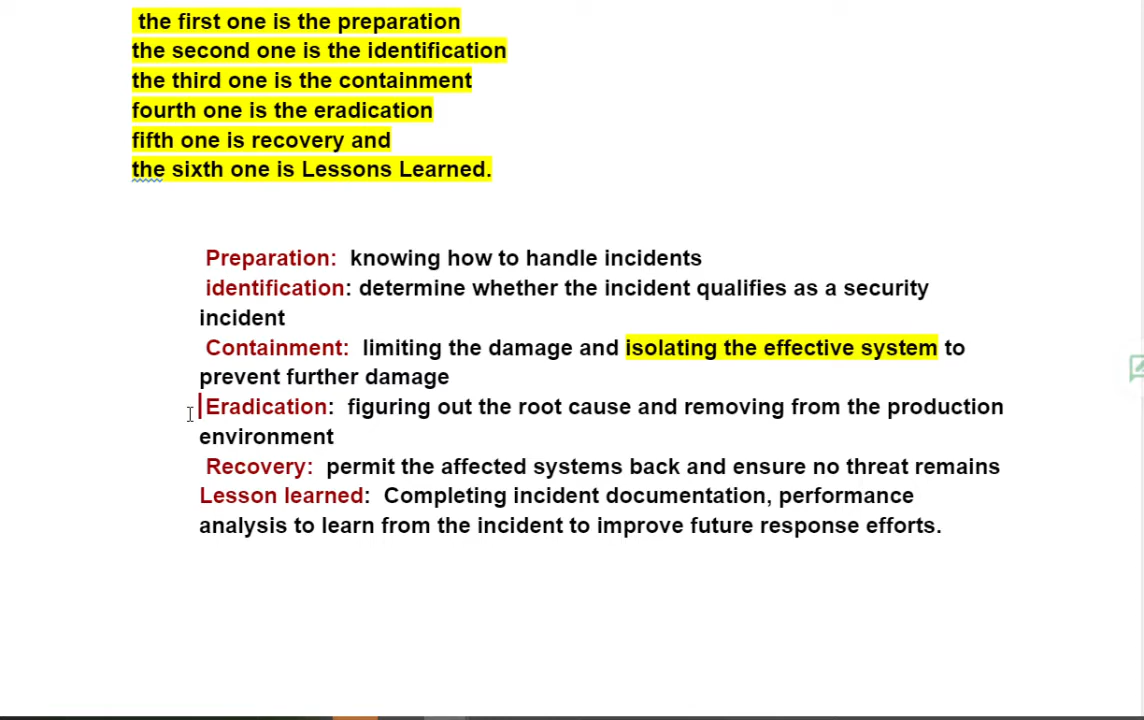 the first one is the preparation
the second one is the identification
the third one is the containment
fourth one is the eradication
fifth one is recovery and
the sixth one is Lessons Learned.
Preparation: knowing how to handle incidents
identification: determine whether the incident qualifies as a security
incident
Containment: limiting the damage and isolating the effective system to
prevent further damage
Eradication: figuring out the root cause and removing from the production
environment
Recovery: permit the affected systems back and ensure no threat remains
Lesson learned: Completing incident documentation, performance
analysis to learn from the incident to improve future response efforts.